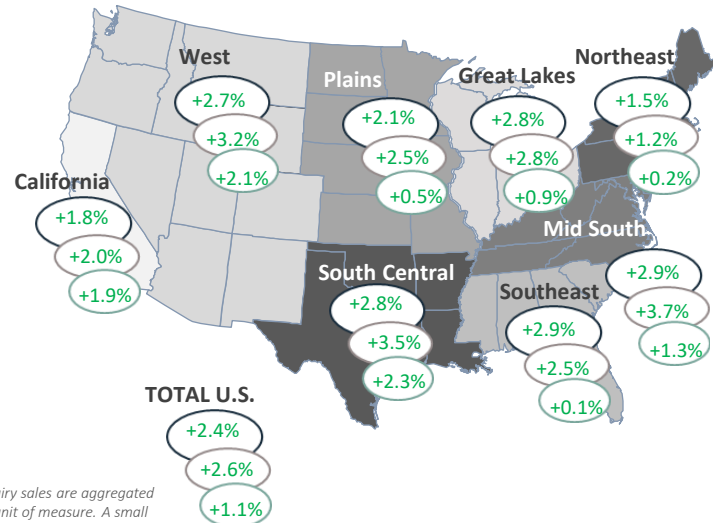 West
+2.7%
+3.2%
+2.1%
Plains
+2.1%
+2.5%
+0.5%
Great Lakes
+2.8%
+2.8%
+0.9%
Northeast
+1.5%
+1.2%
+0.2%
California
+1.8%
+2.0%
+1.9%
Mid South
+2.9%
+3.7%
+1.3%
South Central
+2.8%
+3.5%
+2.3%
Southeast
+2.9%
+2.5%
+0.1%
TOTAL U.S.
+2.4%
+2.6%
+1.1%
iry sales are aggregated
nit of measure. A small